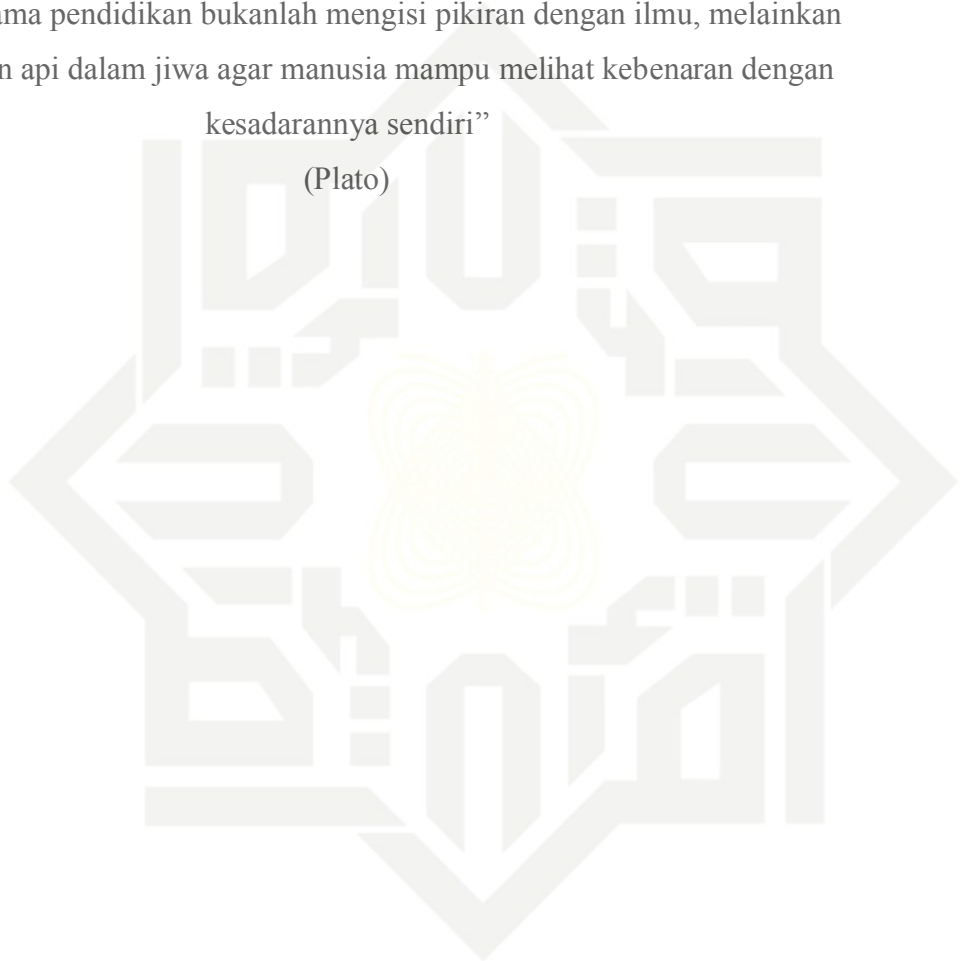 ama pendidikan bukanlah mengisi pikiran dengan ilmu, melainkan
n api dalam jiwa agar manusia mampu melihat kebenaran dengan
kesadarannya sendiri”
(Plato)